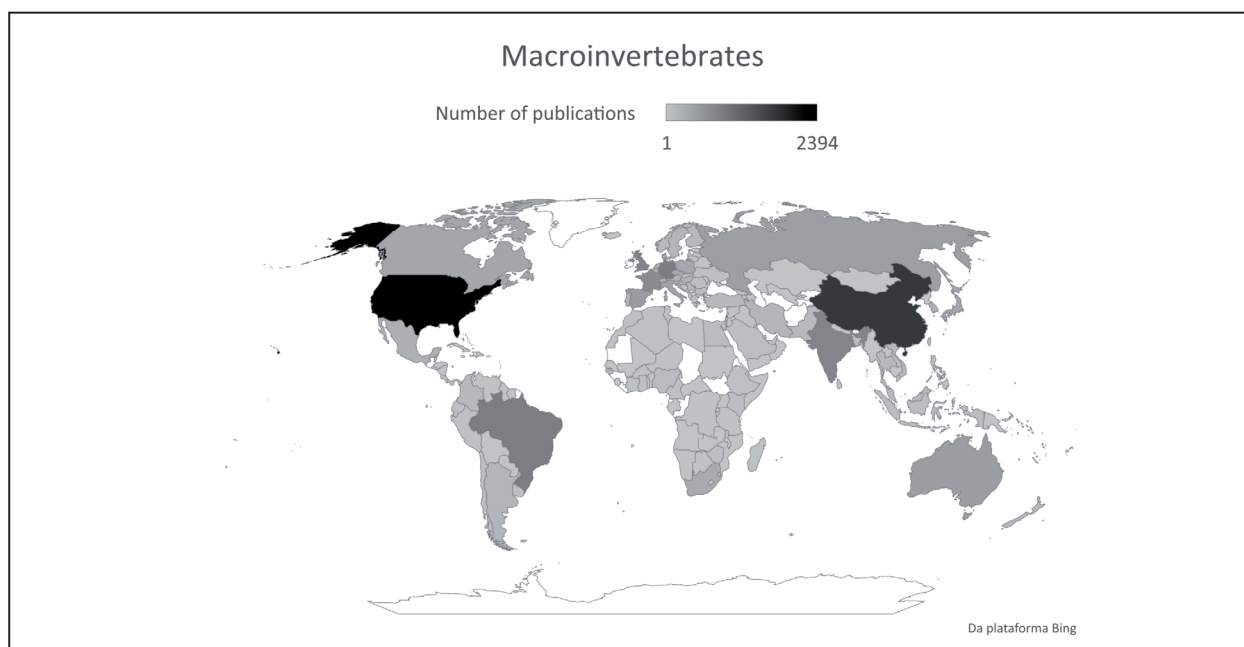 Macroinvertebrates
Number of publications
1 2394
Da plataforma Bing